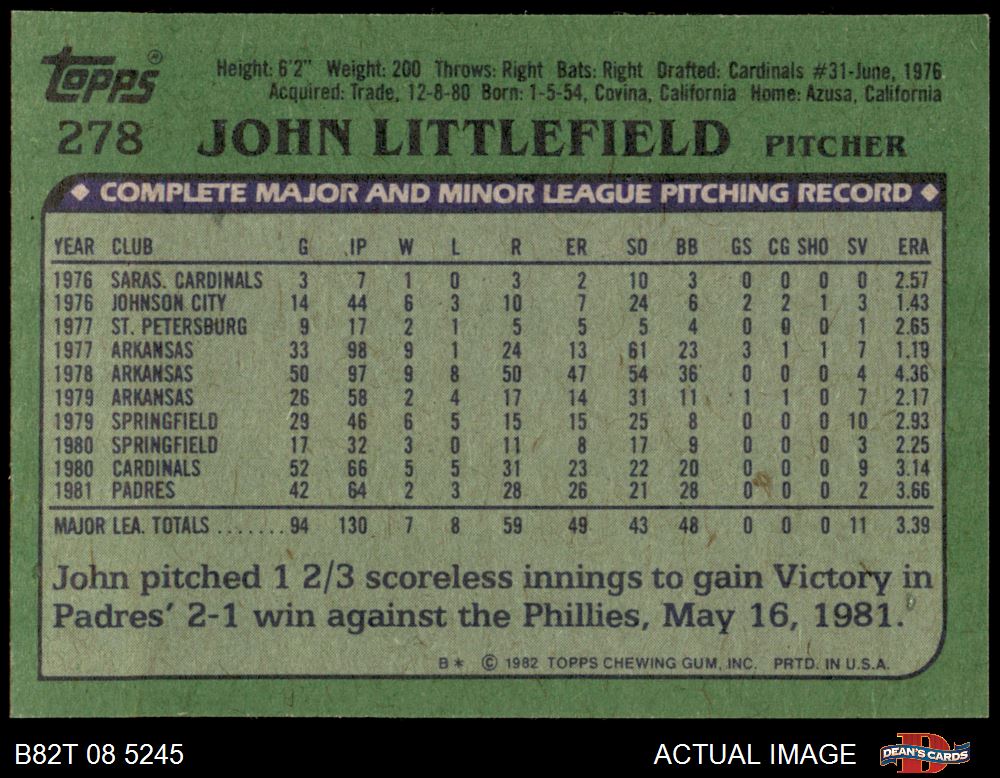 Topps®
Height: 6'2" Weight: 200 Throws: Right Bats: Right Drafted: Cardinals #31-June, 1976
Acquired: Trade, 12-8-80 Born: 1-5-54, Covina, California Home: Azusa, California
278 JOHN LITTLEFIELD PITCHER
◆ COMPLETE MAJOR AND MINOR LEAGUE PITCHING RECORD ◆
YEAR CLUB G IP W L R ER SO BB GS CG SHO SV ERA
1976 SARAS. CARDINALS 3 7 1 0 3 2 10 3 0 0 0 0 2.57
1976 JOHNSON CITY 14 44 6 3 10 7 24 6 2 2 1 3 1.43
1977 ST. PETERSBURG 9 17 2 1 5 5 5 4 0 0 0 1 2.65
1977 ARKANSAS 33 98 9 1 24 13 61 23 3 1 1 7 1.19
1978 ARKANSAS 50 97 9 8 50 47 54 36 0 0 0 4 4.36
1979 ARKANSAS 26 58 2 4 17 14 31 11 1 1 0 7 2.17
1979 SPRINGFIELD 29 46 6 5 15 15 25 8 0 0 0 10 2.93
1980 SPRINGFIELD 17 32 3 0 11 8 17 9 0 0 0 3 2.25
1980 CARDINALS 52 66 5 5 31 23 22 20 0 0 0 9 3.14
1981 PADRES 42 64 2 3 28 26 21 28 0 0 0 2 3.66
MAJOR LEA. TOTALS ....... 94 130 7 8 59 49 43 48 0 0 0 11 3.39
John pitched 1 2/3 scoreless innings to gain Victory in
Padres' 2-1 win against the Phillies, May 16, 1981.
B* © 1982 TOPPS CHEWING GUM, INC. PRTD. IN U.S.A.
B82T 08 5245 ACTUAL IMAGE DEAN'S CARDS